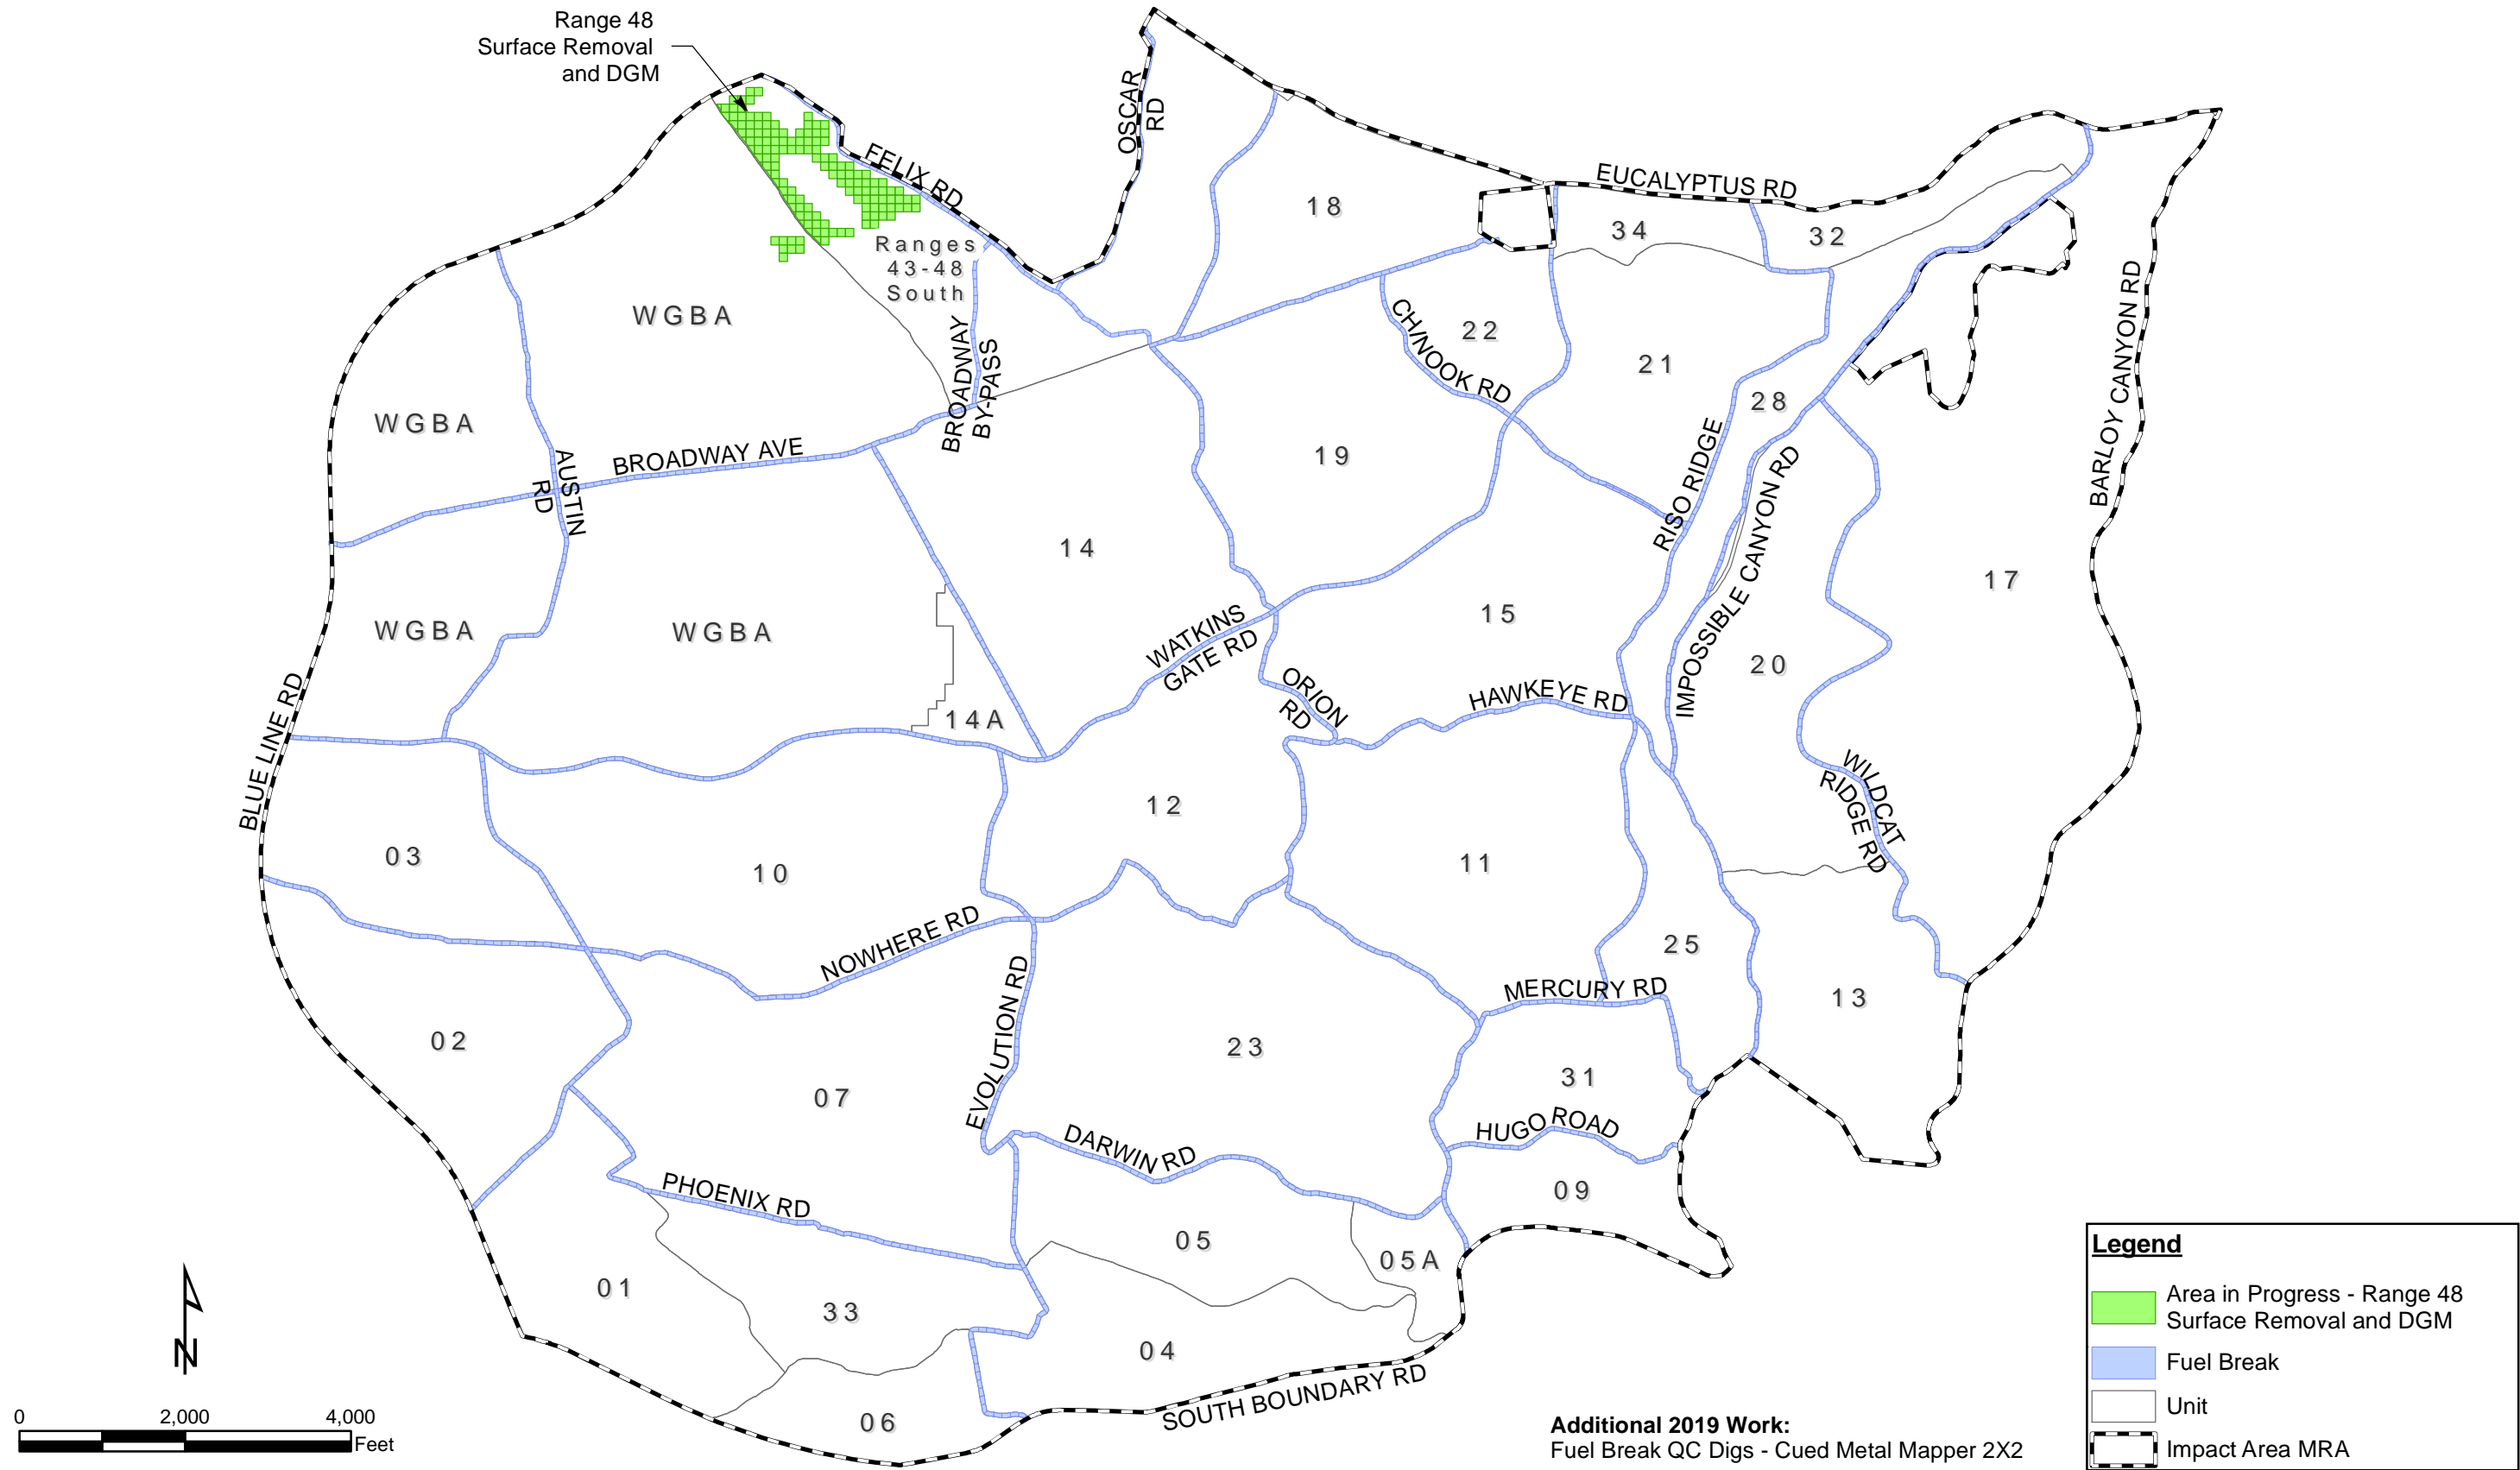 Range 48
Surface Removal
and DGM
OSCAR
RD
FELIX RD
EUCALYPTUS RD
18
34
32
Ranges
43-48
South
WGBA
22
CHINOOK RD
21
BROADWAY
BY-PASS
28
BARLOY CANYON RD
WGBA
BROADWAY AVE
AUSTIN
RD
19
RISO RIDGE
IMPOSSIBLE CANYON RD
14
17
15
WGBA
WGBA
WATKINS
GATE RD
20
ORION
RD
HAWKEYE RD
14A
BLUE LINE RD
WILDCAT
RIDGE RD
12
03
10
11
NOWHERE RD
25
EVOLUTION RD
MERCURY RD
13
02
23
31
07
HUGO ROAD
DARWIN RD
PHOENIX RD
09
05
05A
01
33
04
SOUTH BOUNDARY RD
06
N
0 2,000 4,000
Feet
Additional 2019 Work:
Fuel Break QC Digs - Cued Metal Mapper 2X2
Legend
Area in Progress - Range 48
Surface Removal and DGM
Fuel Break
Unit
Impact Area MRA